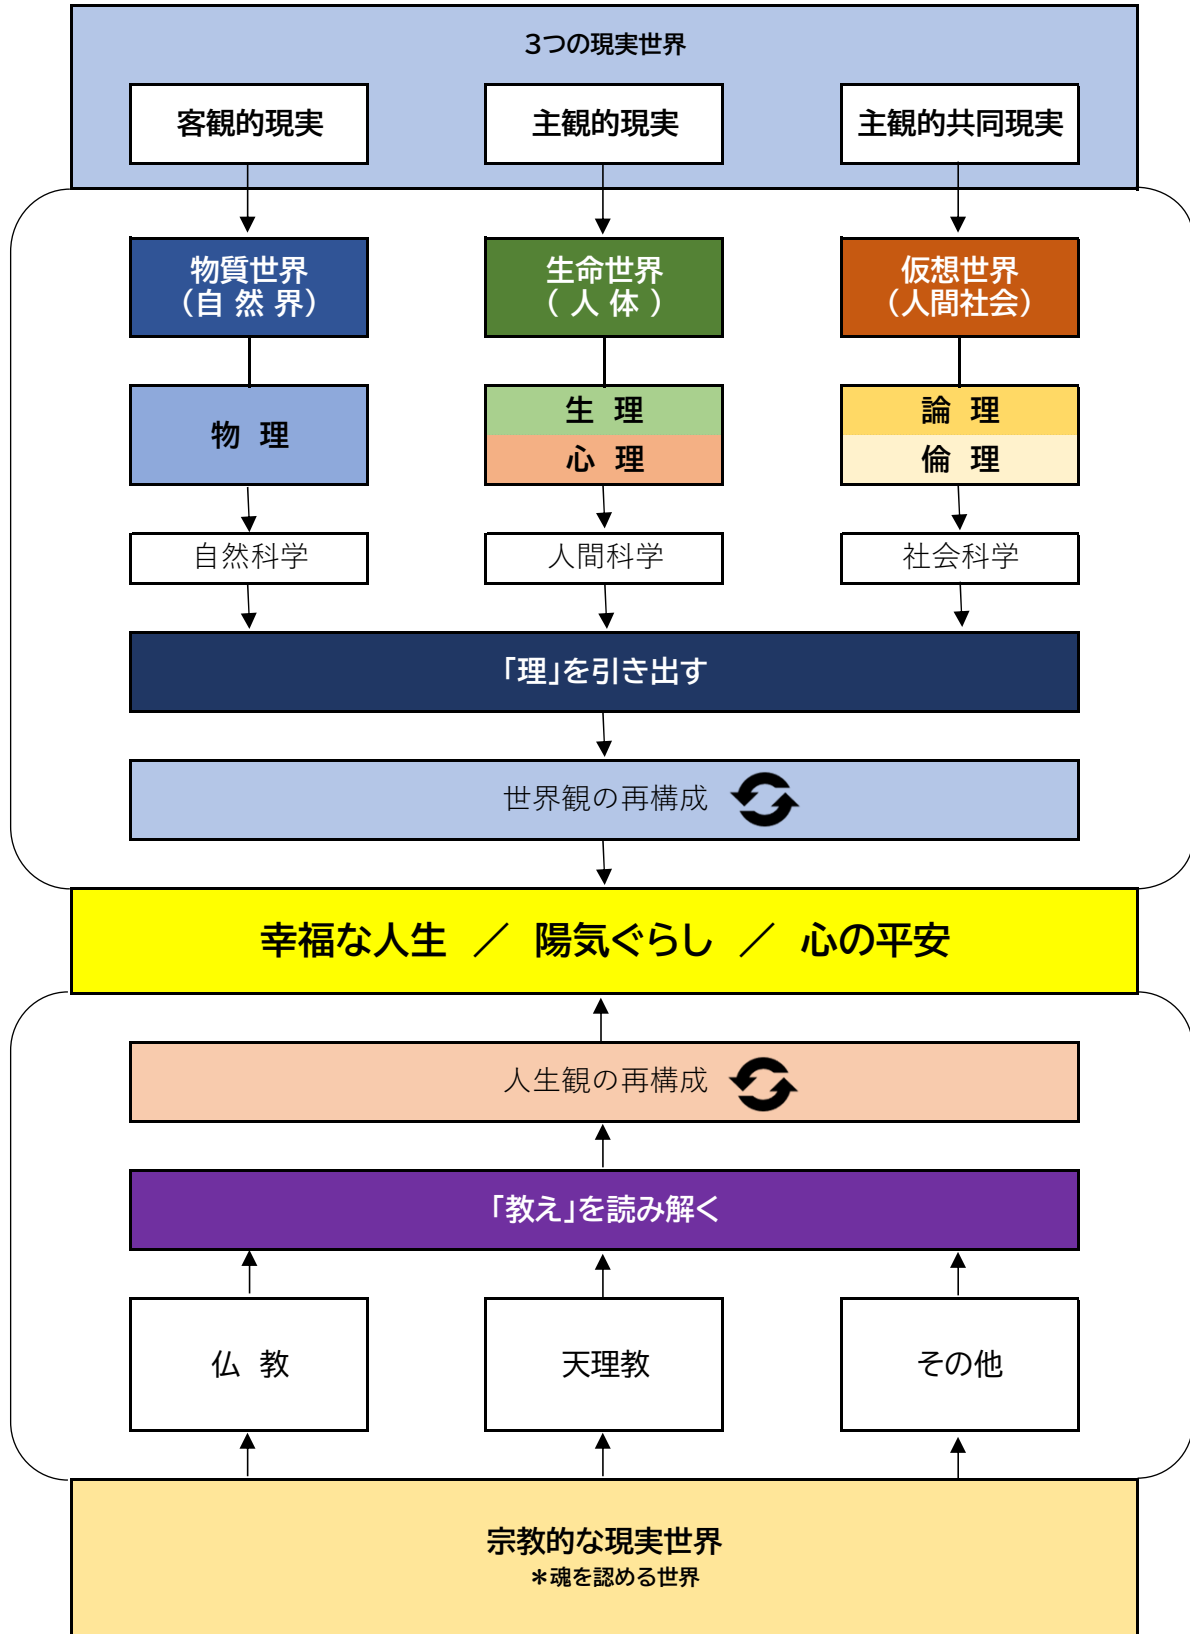 3つの現実世界
客観的現実
主観的現実
主観的共同現実
物質世界
（自 然 界）
生命世界
（ 人 体 ）
仮想世界
（人間社会）
物 理
生 理
心 理
論 理
倫 理
自然科学
人間科学
社会科学
「理」を引き出す
世界観の再構成
幸福な人生 ／ 陽気ぐらし ／ 心の平安
人生観の再構成
「教え」を読み解く
仏 教
天理教
その他
宗教的な現実世界
＊魂を認める世界